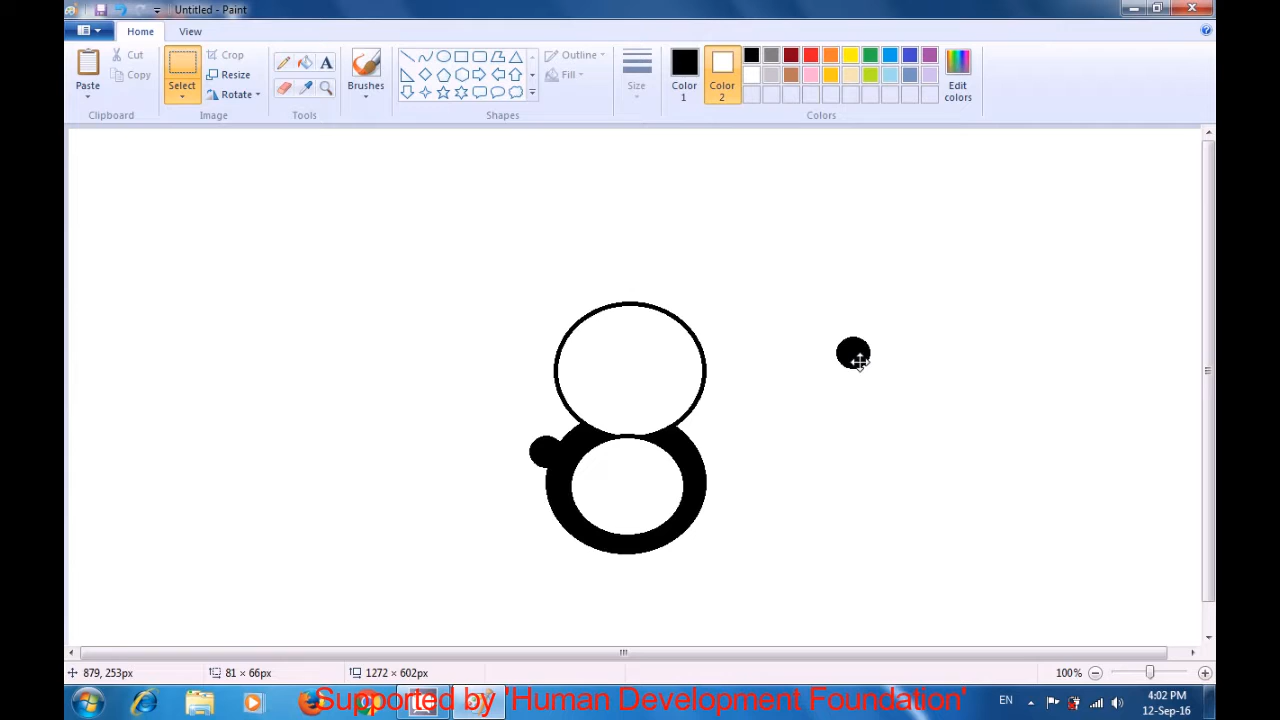 Untitled - Paint
Home View
Paste
Cut
Copy
Clipboard
Select
Crop
Resize
Rotate
Image
A
Tools
Brushes
Shapes
Outline
Fill
Size
Color 1
Color 2
Edit colors
Colors
879, 253px 81 × 66px 1272 × 602px 100%
EN 4:02 PM
12-Sep-16
Supported by 'Human Development Foundation'